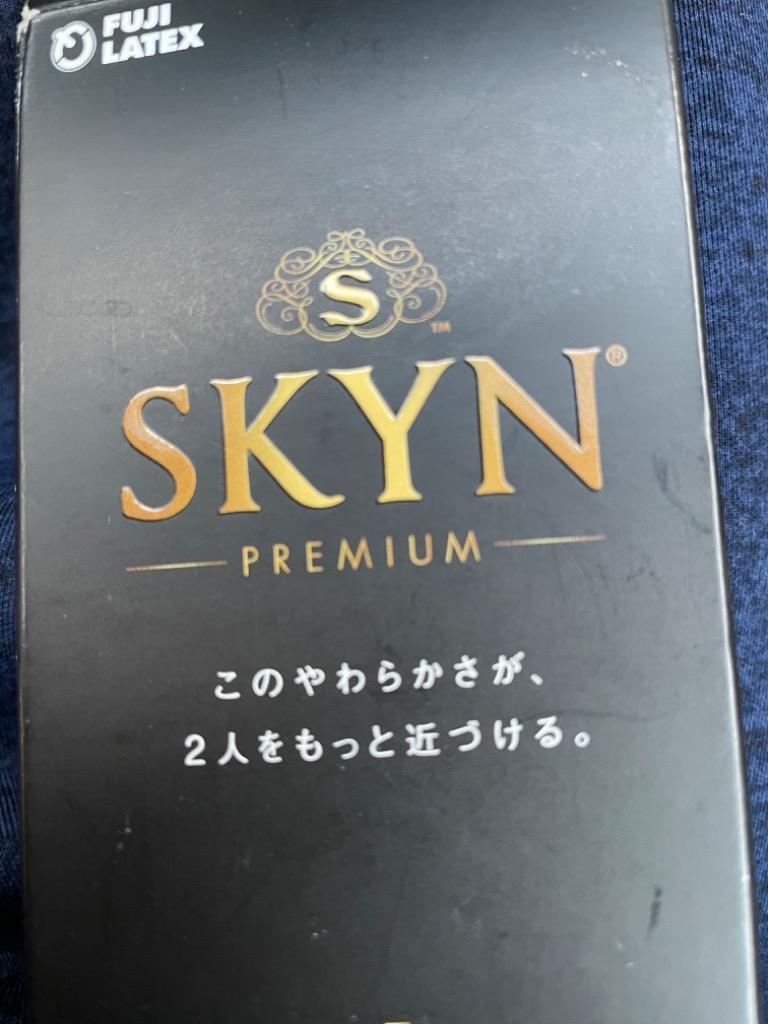 FUJI
LATEX
S
™
SKYN®
PREMIUM
このやわらかさが、
2人をもっと近づける。